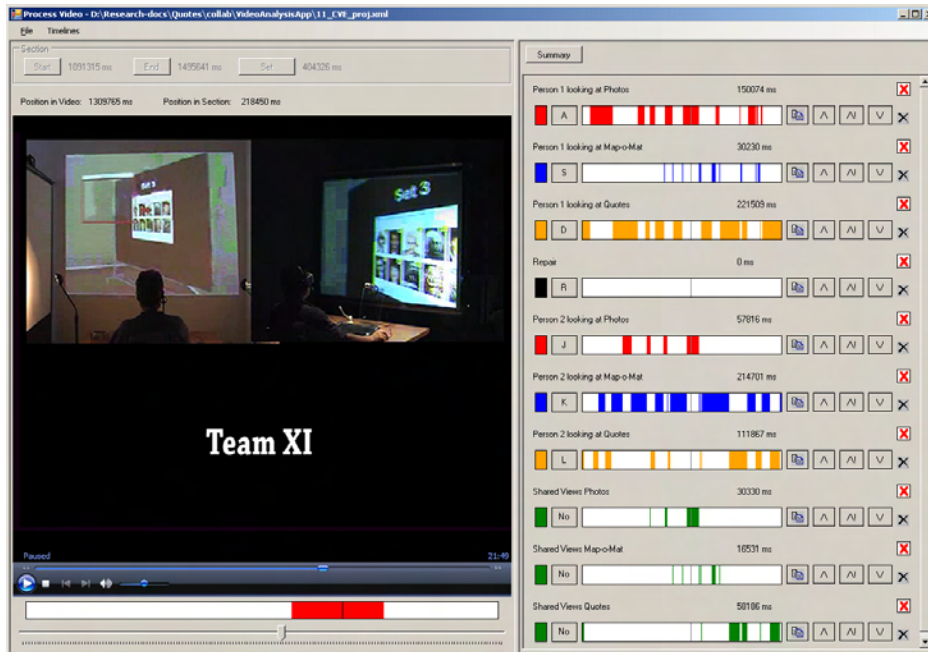 Process Video - D:\Research-docs\Quotes\collab\VideoAnalysisApp\11_CVE_proj.xml
File Timelines
Section
Start 1091315 ms End 1495641 ms Set 404326 ms
Position in Video: 1309765 ms Position in Section: 218450 ms
Set 3
Set 3
Team XI
Paused 21:49
Summary
Person 1 looking at Photos 150074 ms
A
Person 1 looking at Map-o-Mat 30230 ms
S
Person 1 looking at Quotes 221509 ms
D
Repair 0 ms
R
Person 2 looking at Photos 57816 ms
J
Person 2 looking at Map-o-Mat 214701 ms
K
Person 2 looking at Quotes 111867 ms
L
Shared Views Photos 30330 ms
No
Shared Views Map-o-Mat 16531 ms
No
Shared Views Quotes 50186 ms
No